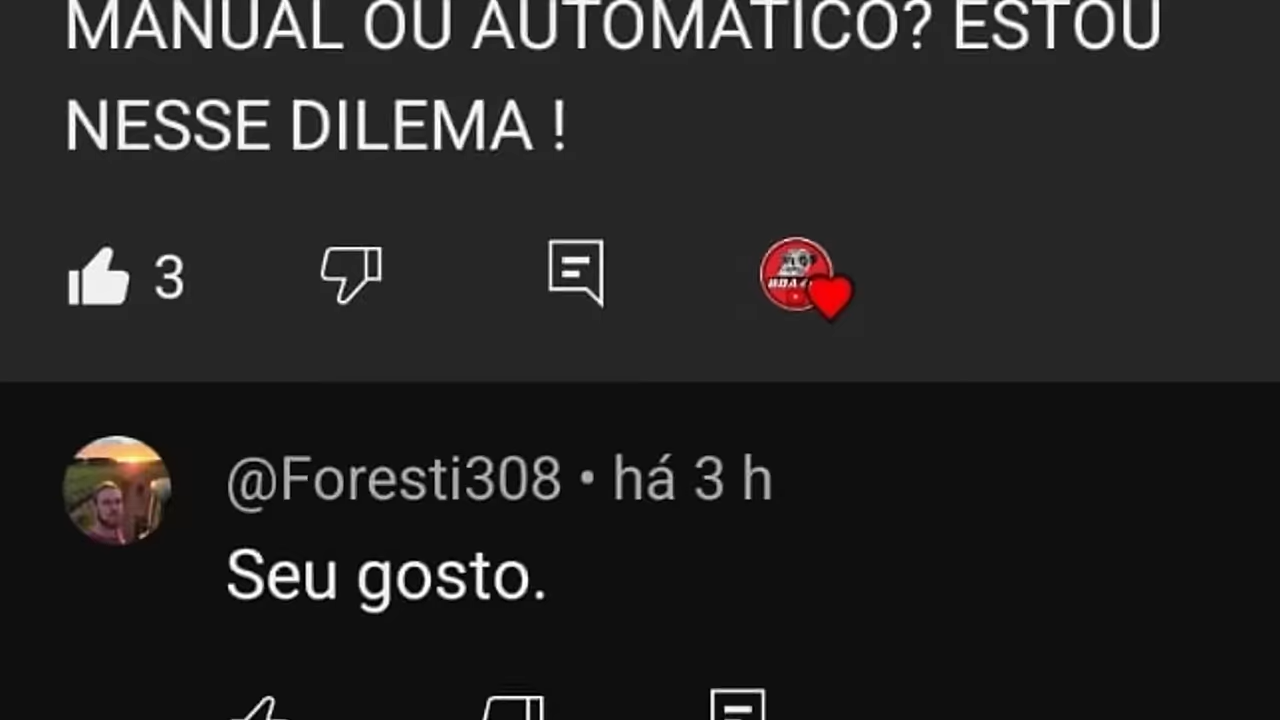 MANUAL OU AUTOMÁTICO? ESTOU
NESSE DILEMA !
3
@Foresti308 • há 3 h
Seu gosto.